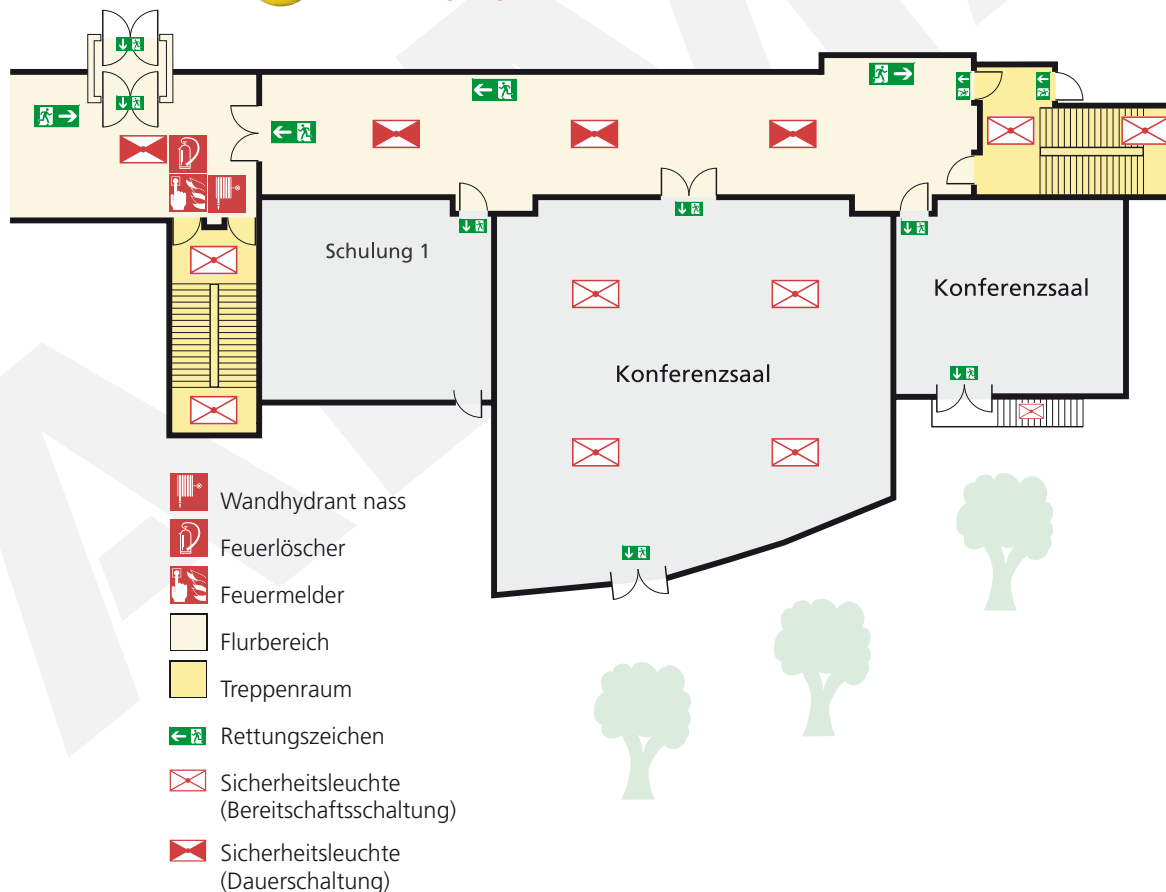 Schulung 1
Konferenzsaal
Konferenzsaal
Wandhydrant nass
Feuerlöscher
Feuermelder
Flurbereich
Treppenraum
Rettungszeichen
Sicherheitsleuchte
(Bereitschaftsschaltung)
Sicherheitsleuchte
(Dauerschaltung)